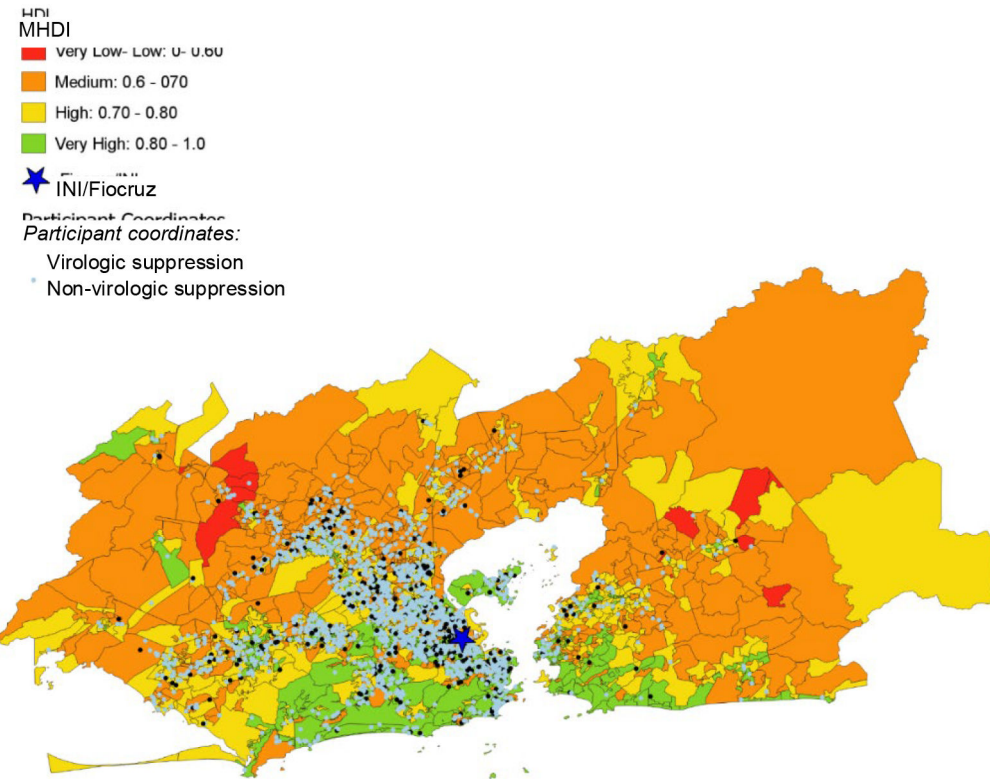 HDI
MHDI
Very Low- Low: 0- 0.60
Medium: 0.6 - 070
High: 0.70 - 0.80
Very High: 0.80 - 1.0
INI/Fiocruz
Participant Coordinates
Participant coordinates:
Virologic suppression
Non-virologic suppression